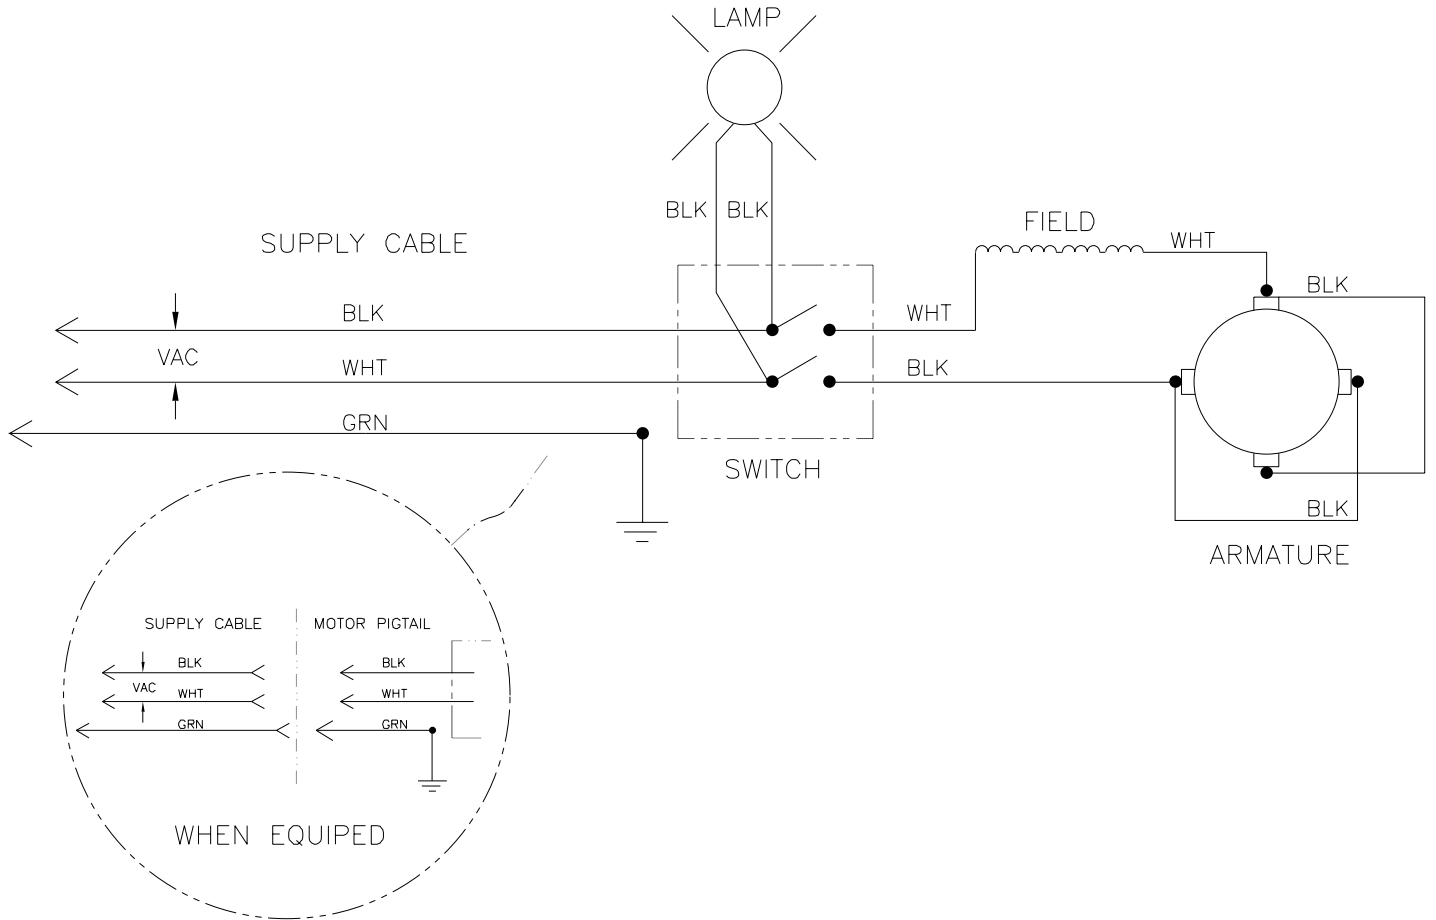 LAMP
BLK BLK
FIELD
WHT
SUPPLY CABLE
BLK
BLK
WHT
VAC
WHT
BLK
GRN
SWITCH
BLK
ARMATURE
SUPPLY CABLE
MOTOR PIGTAIL
BLK
BLK
VAC
WHT
WHT
GRN
GRN
WHEN EQUIPED